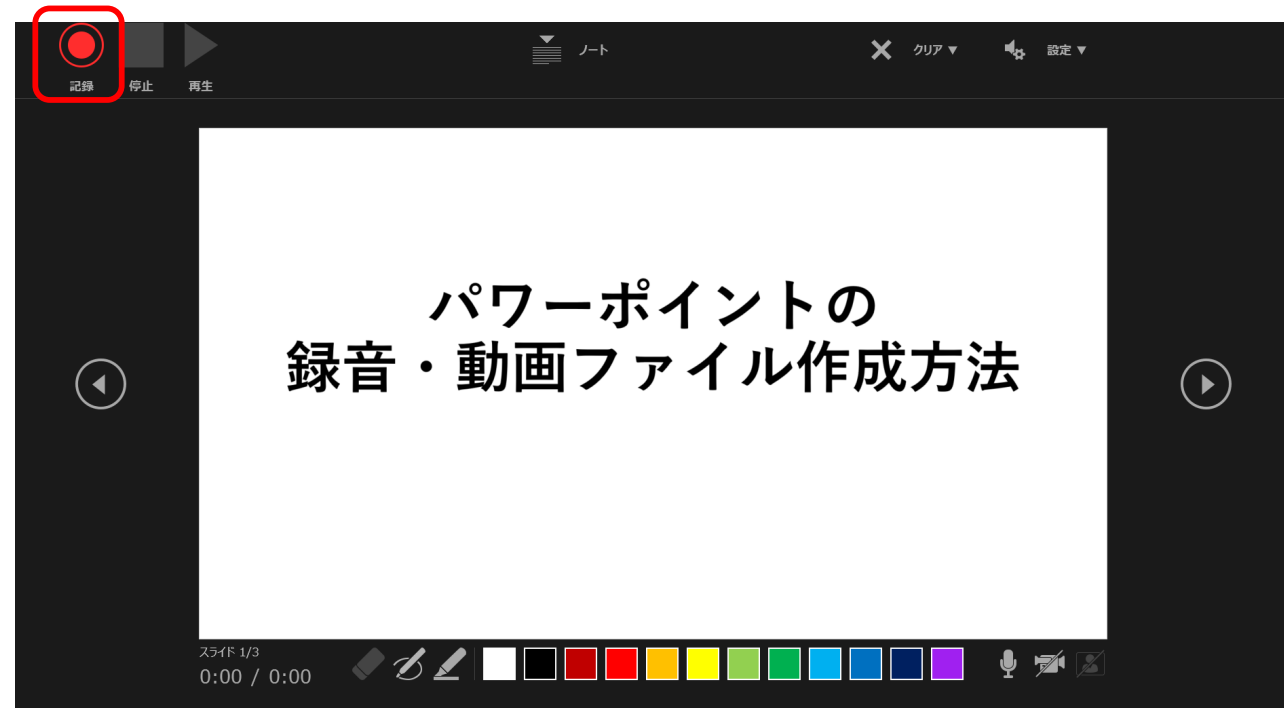 記録
停止
再生
ノート
クリア ▼
設定 ▼
パワーポイントの
録音・動画ファイル作成方法
スライド 1/3
0:00 / 0:00